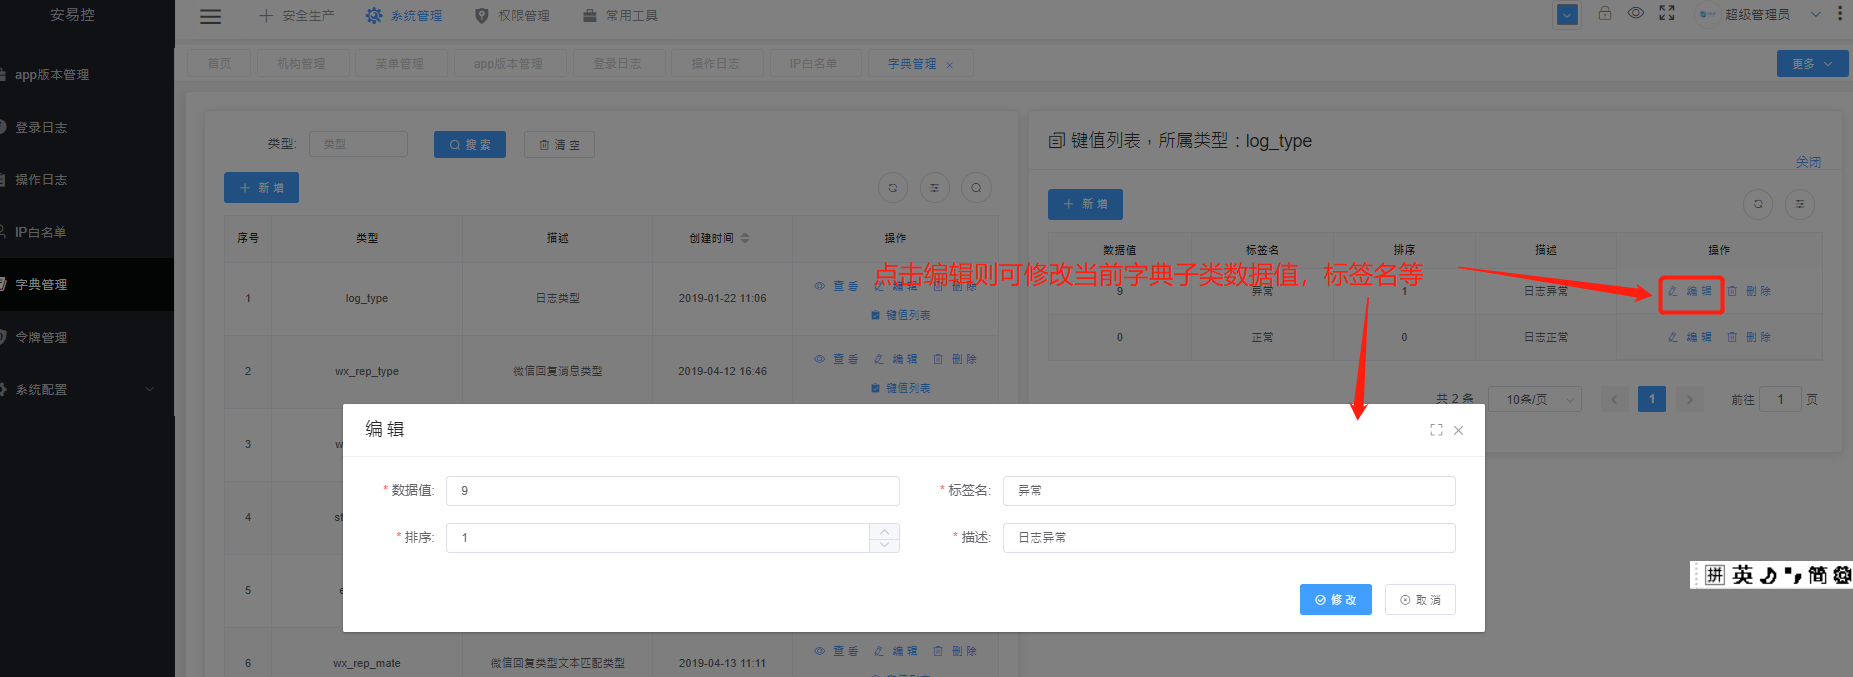 安易控
安全生产 系统管理 权限管理 常用工具
超级管理员
首页 机构管理 菜单管理 app版本管理 登录日志 操作日志 IP白名单 字典管理
更多
app版本管理
登录日志
操作日志
IP白名单
字典管理
令牌管理
系统配置
类型: 类型 搜索 清空
新增
序号 类型 描述 创建时间 操作
1 log_type 日志类型 2019-01-22 11:06 查看 编辑 删除
键值列表
2 wx_rep_type 微信回复消息类型 2019-04-12 16:46 查看 编辑 删除
键值列表
3
4 st
5
6 wx_rep_mate 微信回复类型文本匹配类型 2019-04-13 11:11 查看 编辑 删除
键值列表,所属类型:log_type
关闭
新增
数据值 标签名 排序 描述 操作
点击编辑则可修改当前字典子类数据值，标签名等
9 异常 1 日志异常 编辑 删除
0 正常 0 日志正常 编辑 删除
共 2 条 10条/页 1 前往 1 页
编辑
* 数据值: 9 * 标签名: 异常
* 排序: 1 * 描述: 日志异常
修改 取消
拼 英 简